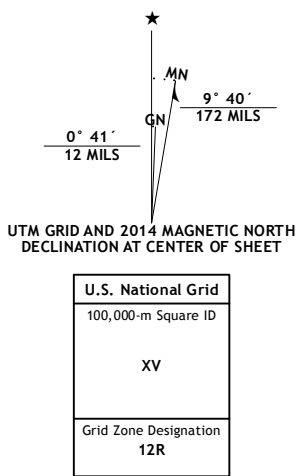 ★
MN
GN
0° 41´
12 MILS
9° 40´
172 MILS
UTM GRID AND 2014 MAGNETIC NORTH
DECLINATION AT CENTER OF SHEET
U.S. National Grid
100,000-m Square ID
XV
Grid Zone Designation
12R